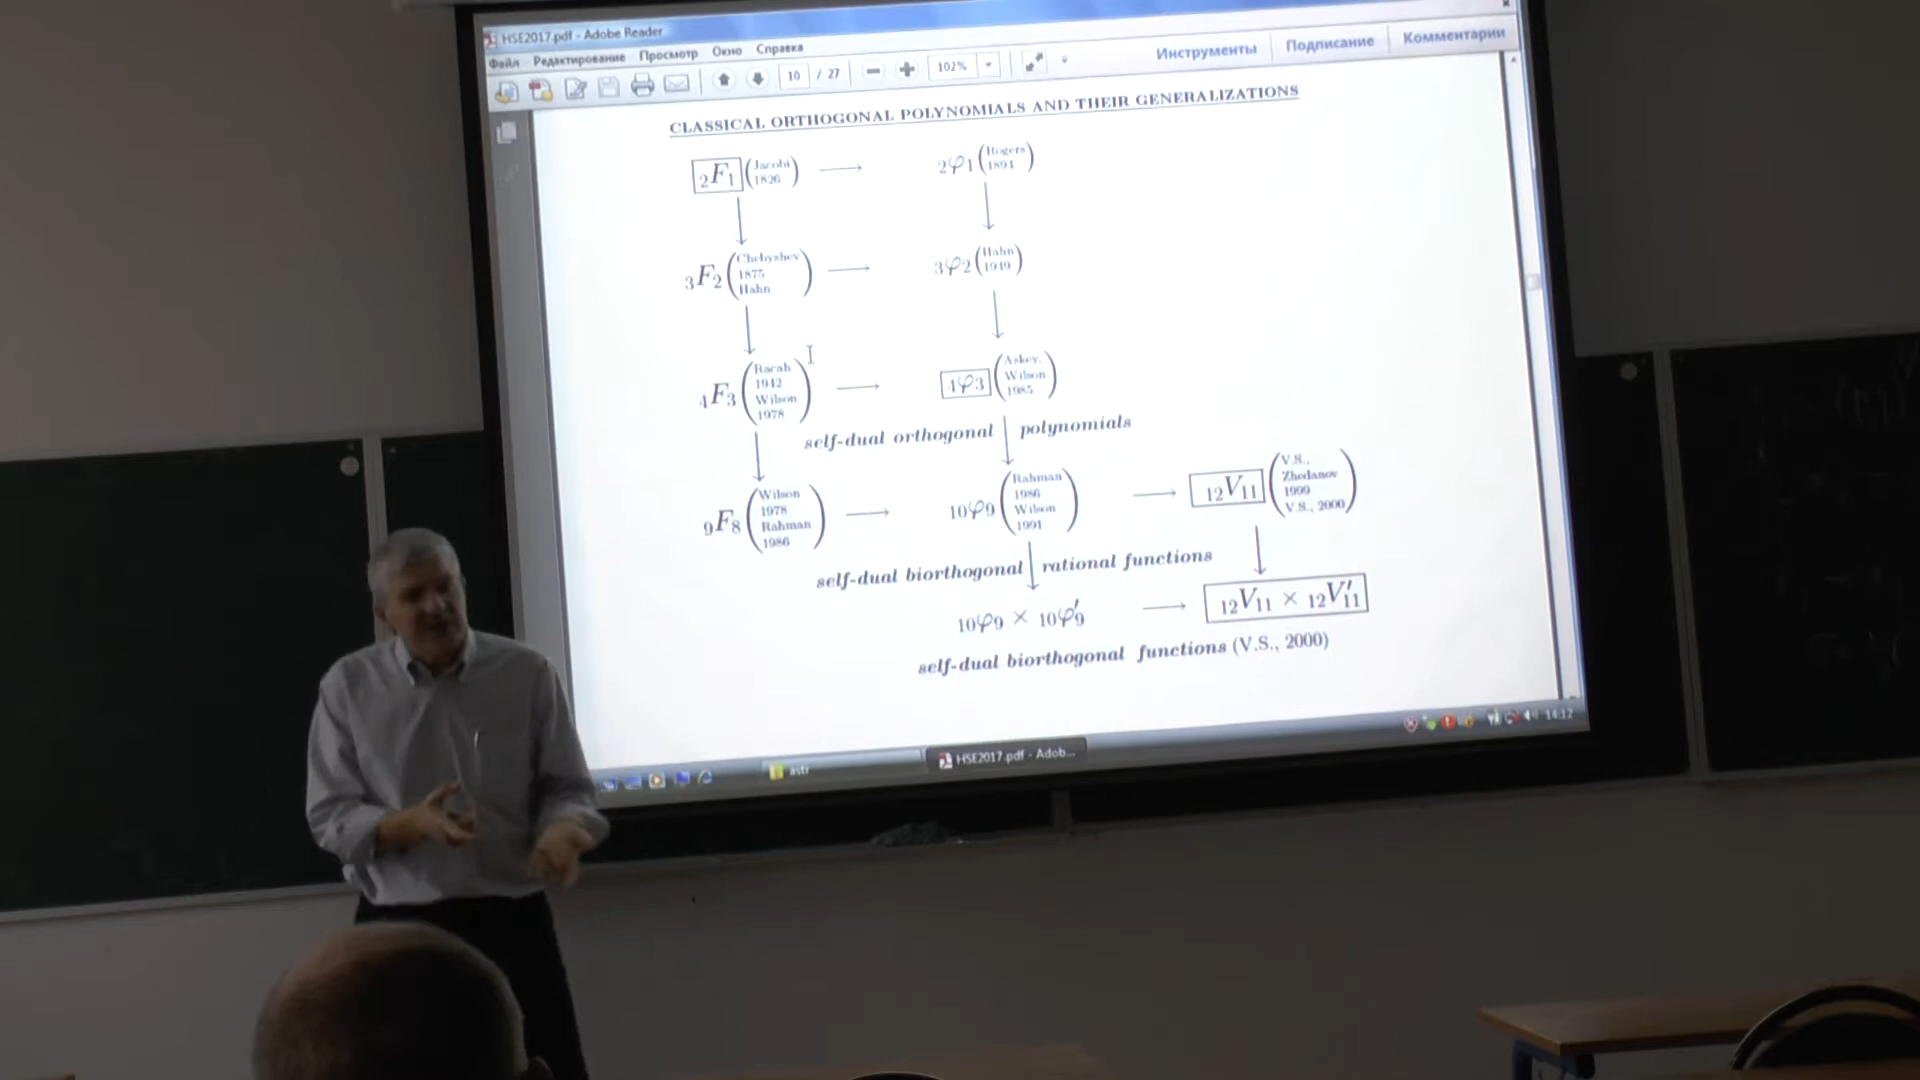 HSE2017.pdf - Adobe Reader
Файл Редактирование Просмотр Окно Справка
10 / 27 102% Инструменты Подписание Комментарии
CLASSICAL ORTHOGONAL POLYNOMIALS AND THEIR GENERALIZATIONS
₂F₁ (Jacobi 1826) ⟶ ₂φ₁ (Rogers 1894)
₃F₂ (Chebyshev 1875 Hahn) ⟶ ₃φ₂ (Hahn 1949)
₄F₃ (Racah 1942 Wilson 1978) ⟶ ₄φ₃ (Askey, Wilson 1985)
self-dual orthogonal polynomials
₉F₈ (Wilson 1978 Rahman 1986) ⟶ ₁₀φ₉ (Rahman 1986 Wilson 1991) ⟶ ₁₂V₁₁ (V.S., Zhedanov 1999 V.S., 2000)
self-dual biorthogonal rational functions
₁₀φ₉ × ₁₀φ′₉ ⟶ ₁₂V₁₁ × ₁₂V′₁₁
self-dual biorthogonal functions (V.S., 2000)
astr HSE2017.pdf - Adob... 14:12